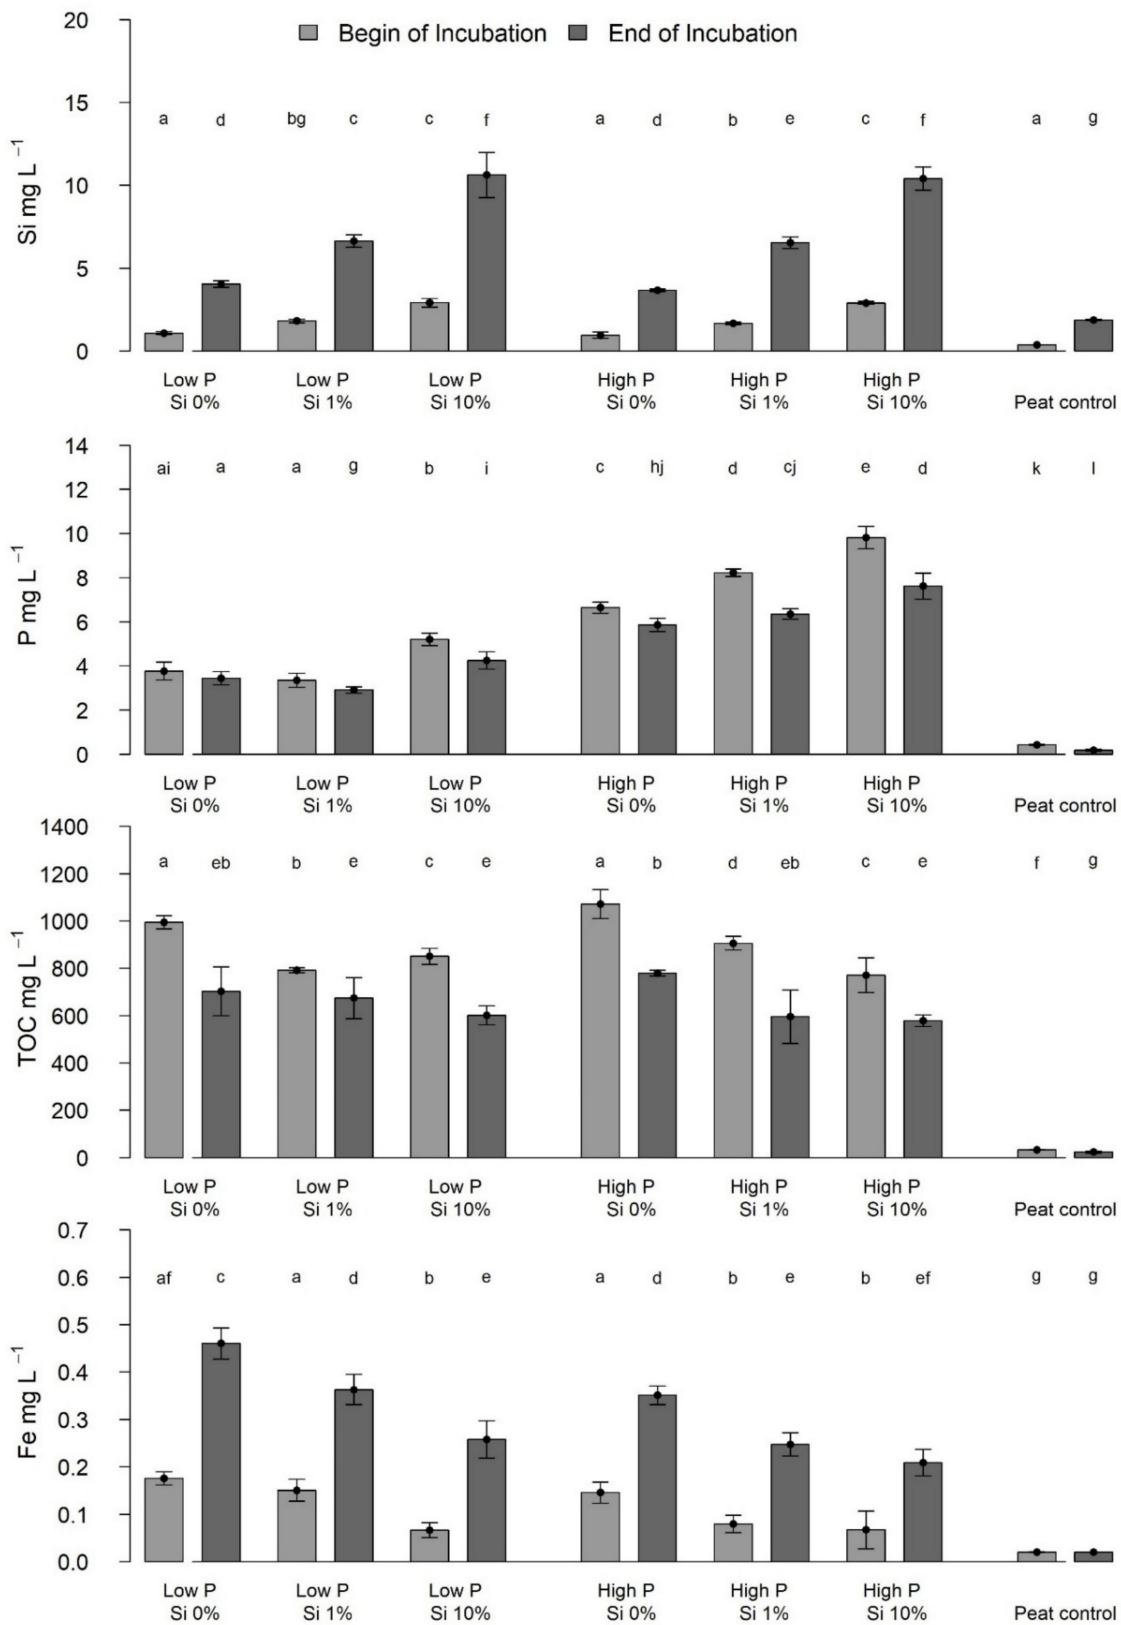 Begin of Incubation End of Incubation
20
15
10
5
0
Si mg L⁻¹
a d bg c c f a d b e c f a g
Low P Low P Low P High P High P High P
Si 0% Si 1% Si 10% Si 0% Si 1% Si 10% Peat control
14
12
10
8
6
4
2
0
P mg L⁻¹
ai a a g b i c hj d cj e d k l
Low P Low P Low P High P High P High P
Si 0% Si 1% Si 10% Si 0% Si 1% Si 10% Peat control
1400
1200
1000
800
600
400
200
0
TOC mg L⁻¹
a eb b e c e a b d eb c e f g
Low P Low P Low P High P High P High P
Si 0% Si 1% Si 10% Si 0% Si 1% Si 10% Peat control
0.7
0.6
0.5
0.4
0.3
0.2
0.1
0.0
Fe mg L⁻¹
af c a d b e a d b e b ef g g
Low P Low P Low P High P High P High P
Si 0% Si 1% Si 10% Si 0% Si 1% Si 10% Peat control